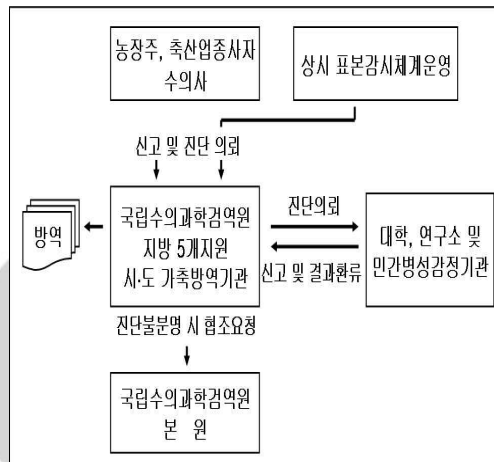 농장주, 축산업종사자
수의사
상시 표본감시체계운영
신고 및 진단 의뢰
방역
국립수의과학검역원
지방 5개지원
시·도 가축방역기관
진단의뢰
신고 및 결과환류
대학, 연구소 및
민간병성감정기관
진단불분명 시 협조요청
국립수의과학검역원
본 원